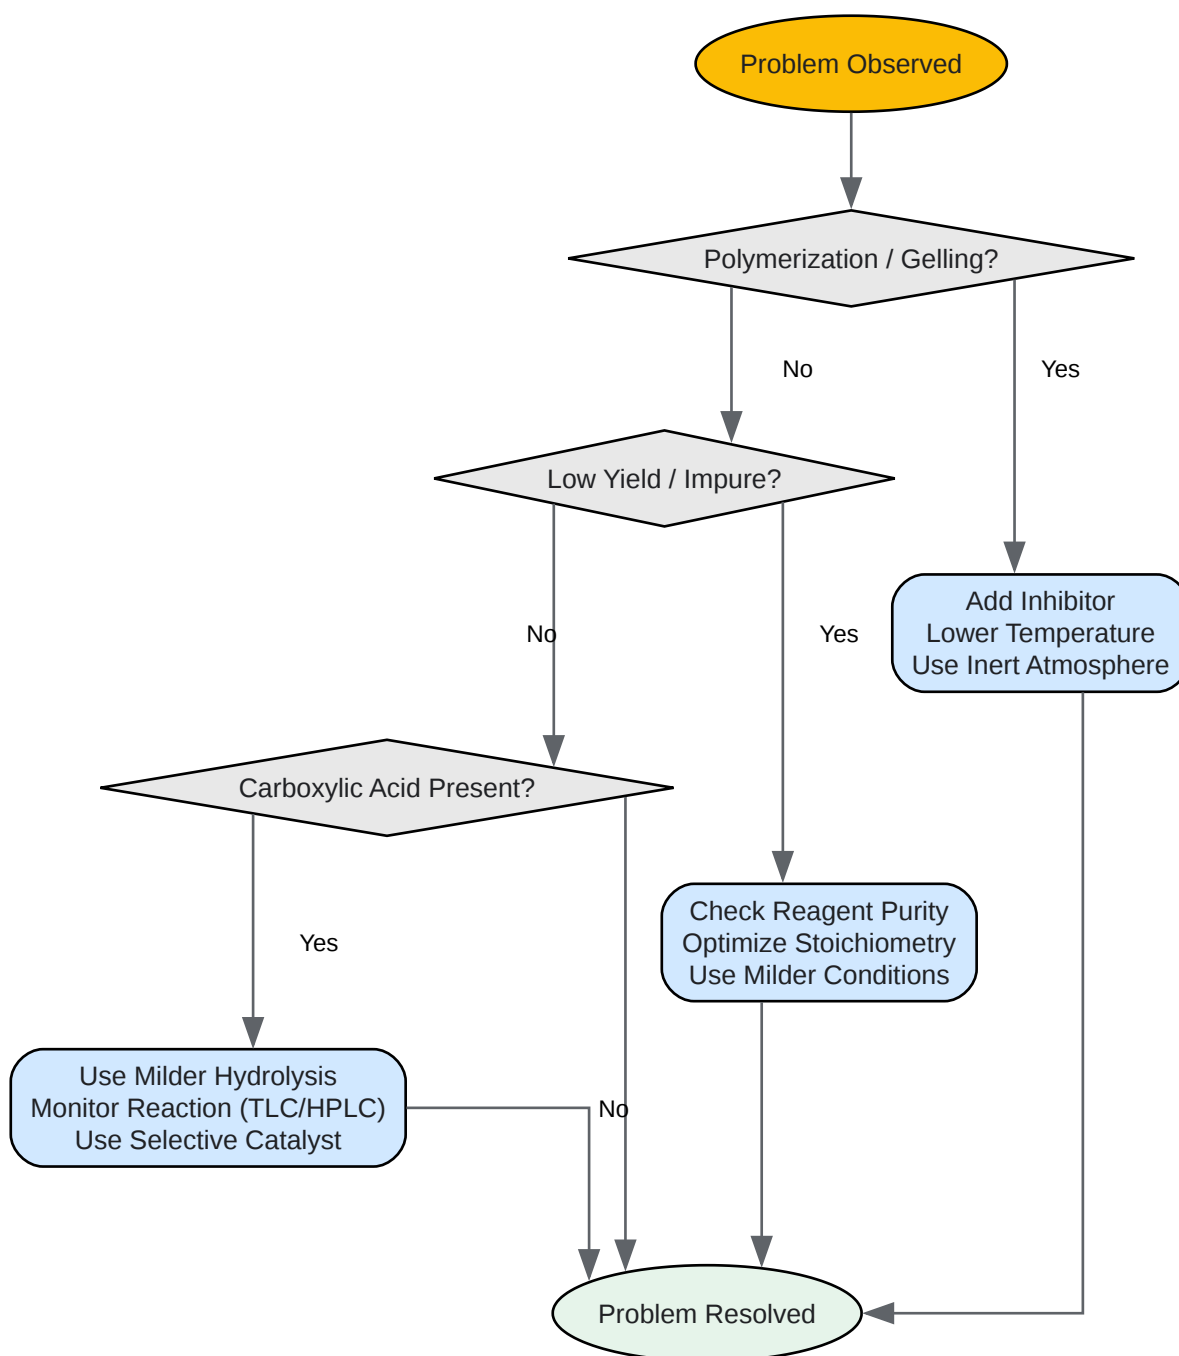 Problem Observed
Polymerization / Gelling?
No
Yes
Low Yield / Impure?
Add Inhibitor
Lower Temperature
Use Inert Atmosphere
No
Yes
Carboxylic Acid Present?
Check Reagent Purity
Optimize Stoichiometry
Use Milder Conditions
Yes
Use Milder Hydrolysis
Monitor Reaction (TLC/HPLC)
Use Selective Catalyst
No
Problem Resolved